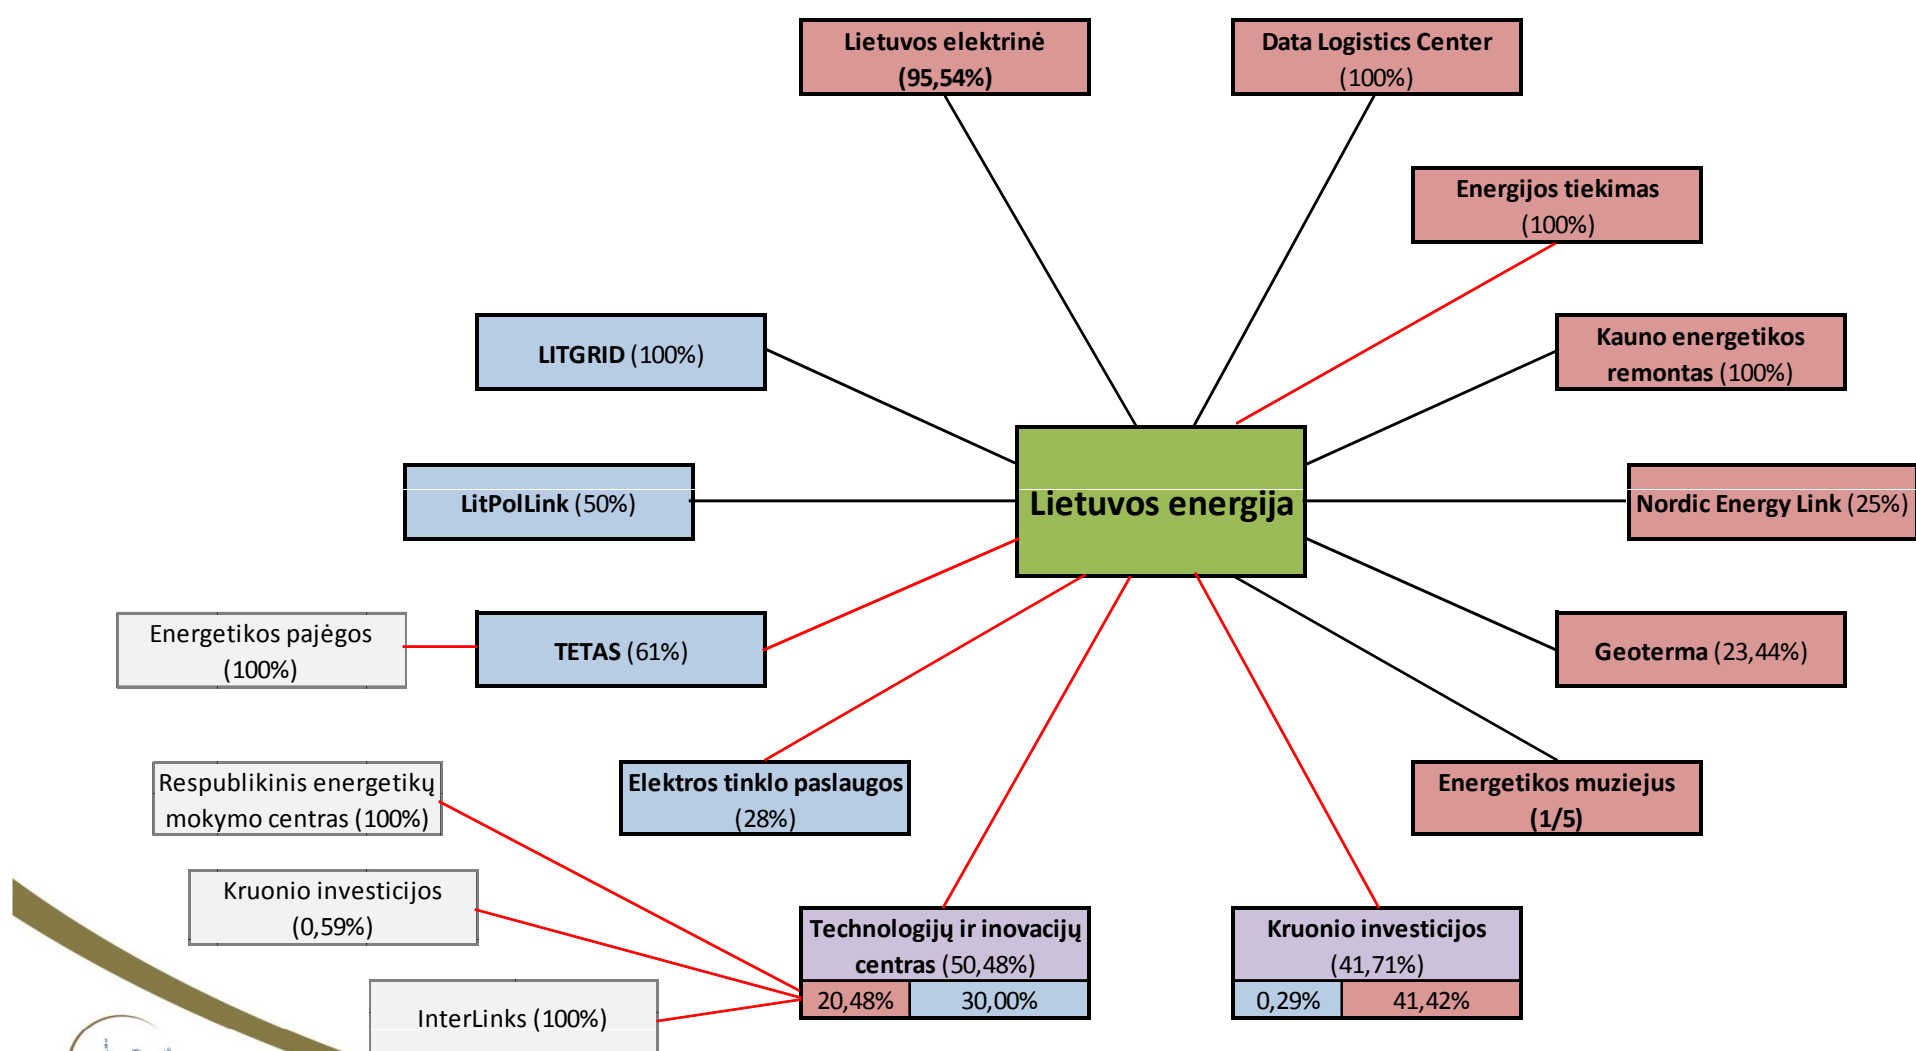 Lietuvos elektrinė
(95,54%)
Data Logistics Center
(100%)
Energijos tiekimas
(100%)
LITGRID (100%)
Kauno energetikos
remontas (100%)
LitPolLink (50%)
Lietuvos energija
Nordic Energy Link (25%)
Energetikos pajėgos
(100%)
TETAS (61%)
Geoterma (23,44%)
Respublikinis energetikų
mokymo centras (100%)
Elektros tinklo paslaugos
(28%)
Energetikos muziejus
(1/5)
Kruonio investicijos
(0,59%)
Technologijų ir inovacijų
centras (50,48%)
20,48% 30,00%
Kruonio investicijos
(41,71%)
0,29% 41,42%
InterLinks (100%)